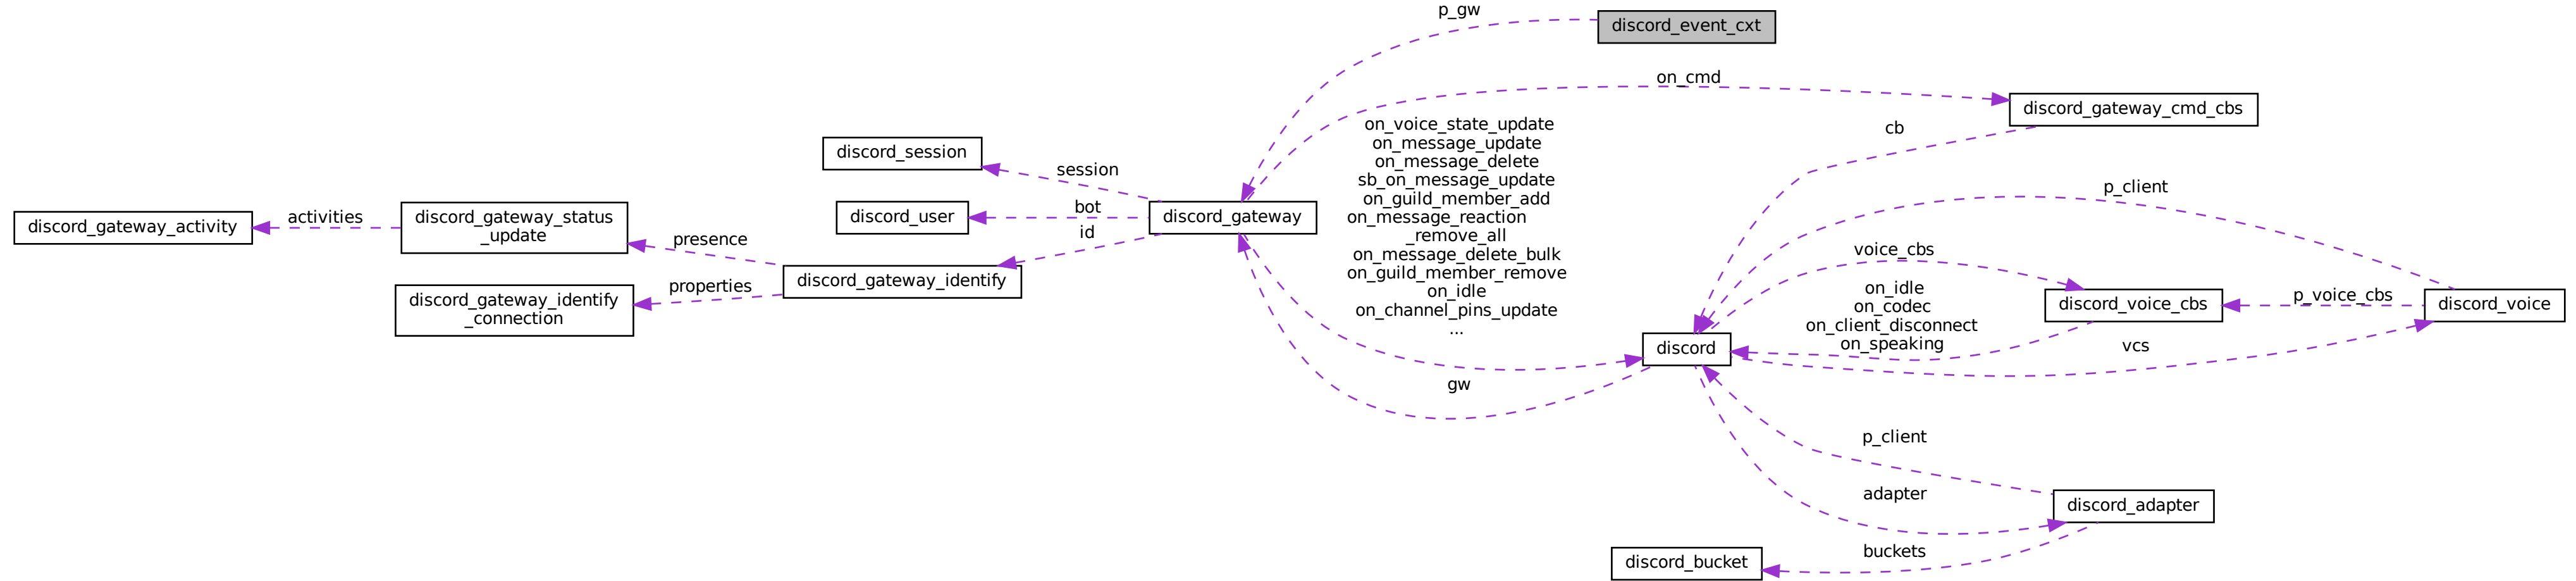 p_gw
discord_event_cxt
on_cmd
discord_gateway_cmd_cbs
cb
on_voice_state_update
on_message_update
on_message_delete
sb_on_message_update
on_guild_member_add
on_message_reaction
_remove_all
on_message_delete_bulk
on_guild_member_remove
on_idle
on_channel_pins_update
...
discord_session
session
discord_user
bot
id
discord_gateway
discord_gateway_activity
activities
discord_gateway_status
_update
presence
discord_gateway_identify
properties
discord_gateway_identify
_connection
p_client
voice_cbs
on_idle
on_codec
on_client_disconnect
on_speaking
discord_voice_cbs
p_voice_cbs
discord_voice
discord
vcs
gw
p_client
adapter
discord_adapter
buckets
discord_bucket